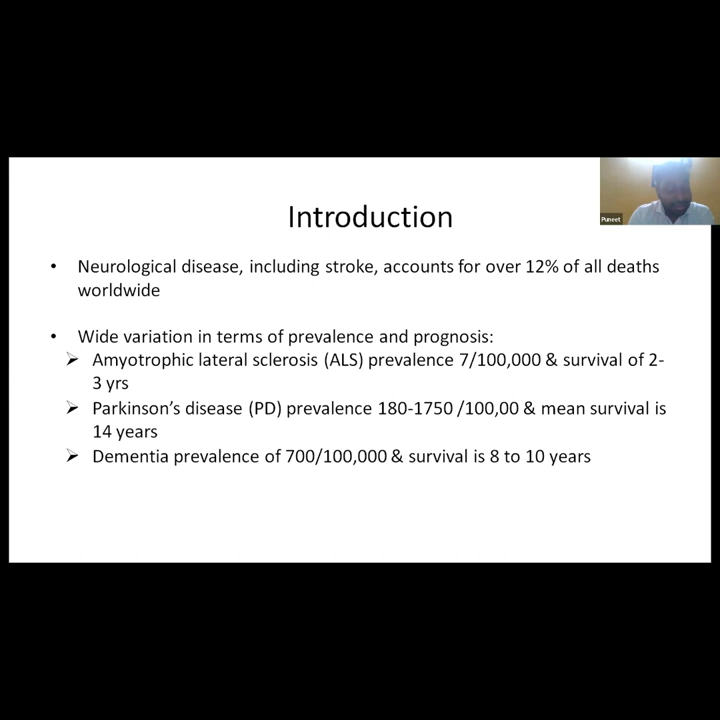 Introduction
Puneet
• Neurological disease, including stroke, accounts for over 12% of all deaths
worldwide
• Wide variation in terms of prevalence and prognosis:
➢ Amyotrophic lateral sclerosis (ALS) prevalence 7/100,000 & survival of 2-
3 yrs
➢ Parkinson’s disease (PD) prevalence 180-1750 /100,00 & mean survival is
14 years
➢ Dementia prevalence of 700/100,000 & survival is 8 to 10 years